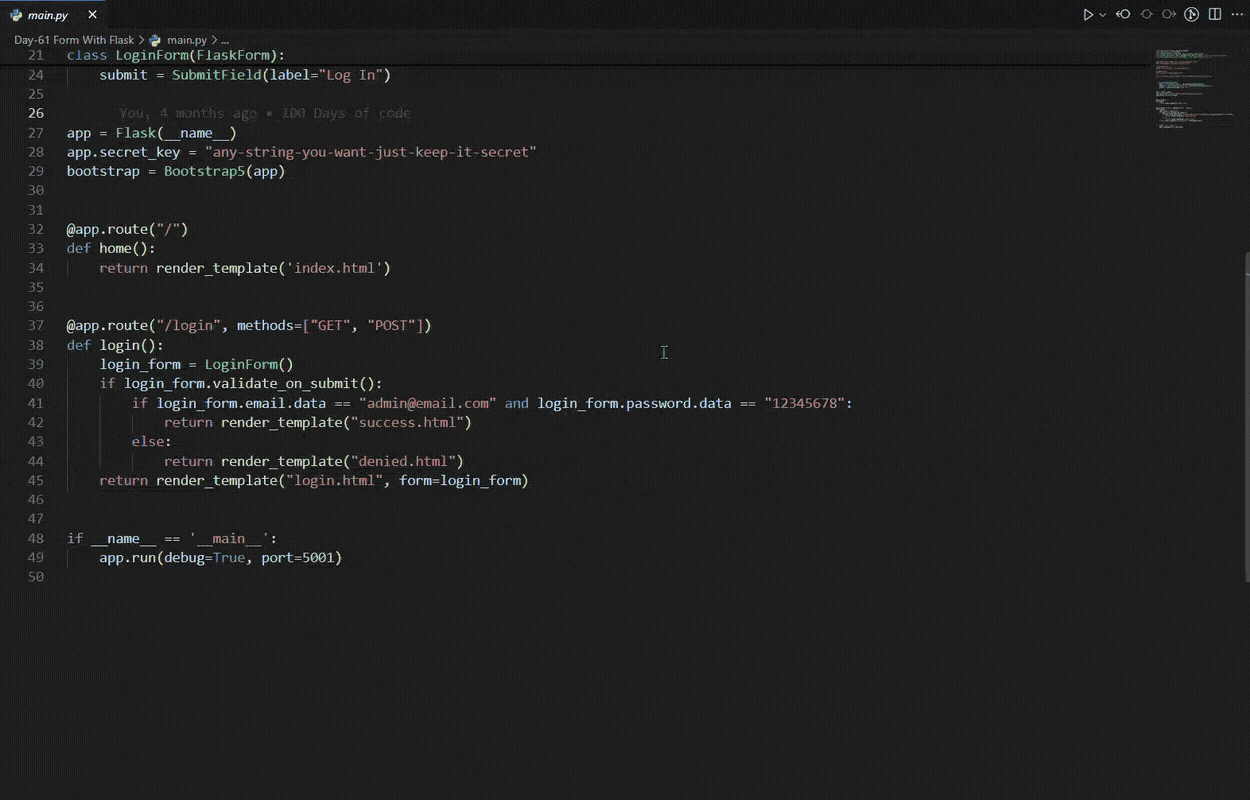 main.py
Day-61 Form With Flask > main.py > ...
21 class LoginForm(FlaskForm):
24     submit = SubmitField(label="Log In")
25
26 You, 4 months ago • 100 Days of code
27 app = Flask(__name__)
28 app.secret_key = "any-string-you-want-just-keep-it-secret"
29 bootstrap = Bootstrap5(app)
30
31
32 @app.route("/")
33 def home():
34     return render_template('index.html')
35
36
37 @app.route("/login", methods=["GET", "POST"])
38 def login():
39     login_form = LoginForm()
40     if login_form.validate_on_submit():
41         if login_form.email.data == "admin@email.com" and login_form.password.data == "12345678":
42             return render_template("success.html")
43         else:
44             return render_template("denied.html")
45     return render_template("login.html", form=login_form)
46
47
48 if __name__ == '__main__':
49     app.run(debug=True, port=5001)
50